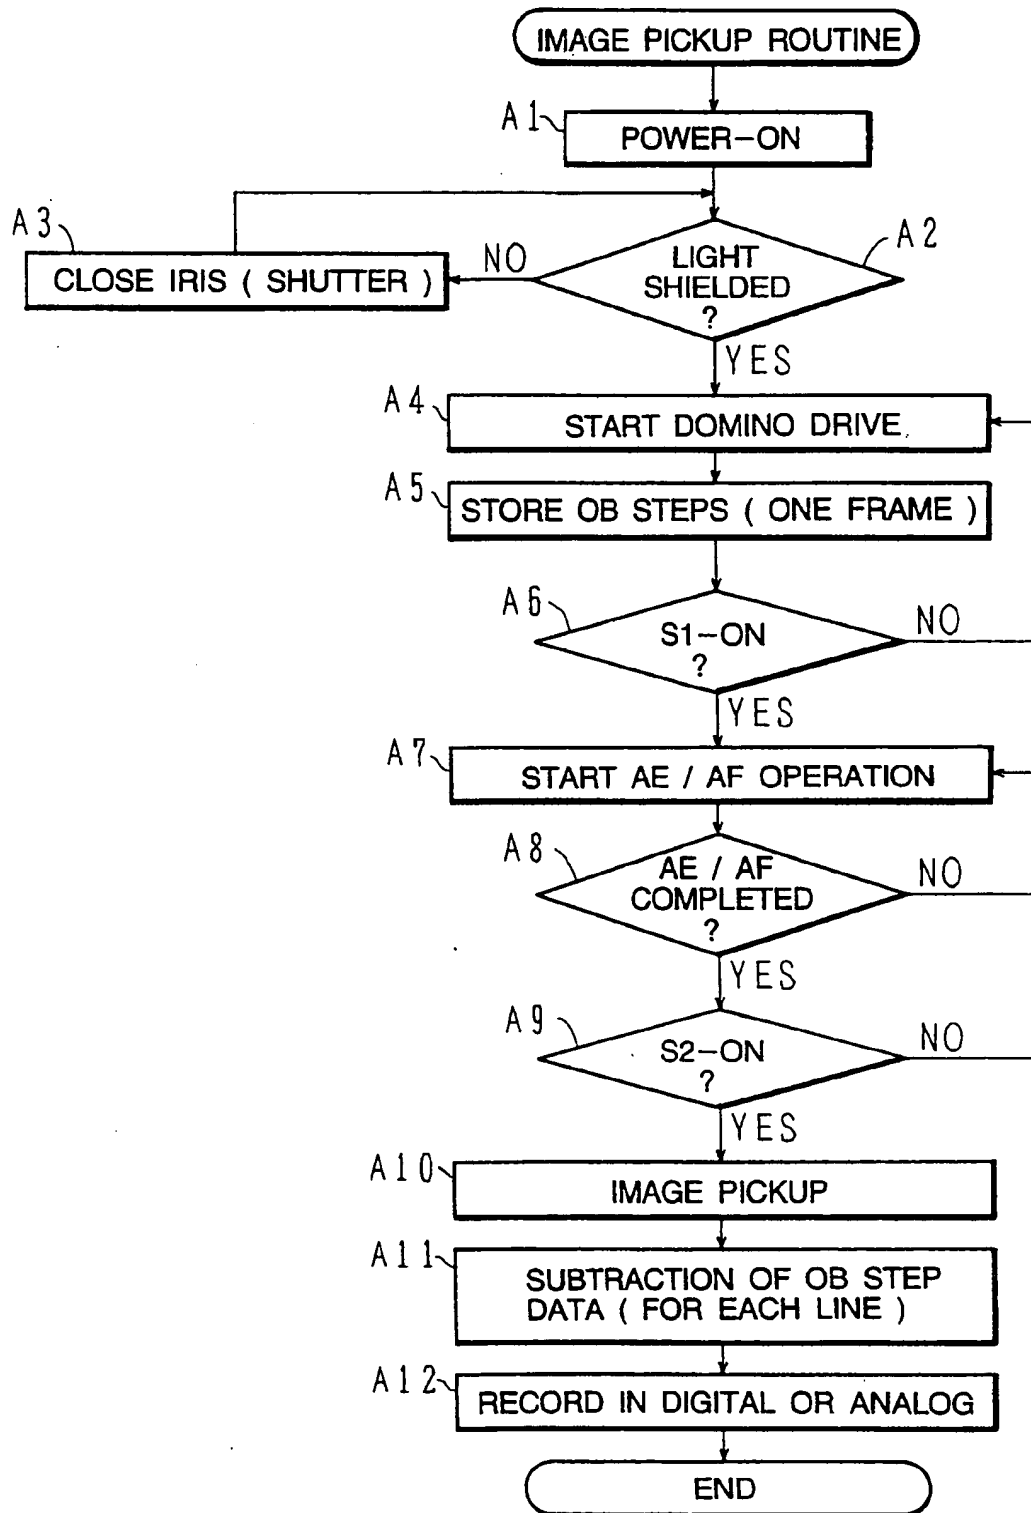 IMAGE PICKUP ROUTINE
A1
POWER-ON
A3
CLOSE IRIS ( SHUTTER )
NO
A2
LIGHT
SHIELDED
?
YES
A4
START DOMINO DRIVE
A5
STORE OB STEPS ( ONE FRAME )
A6
S1-ON
?
NO
YES
A7
START AE / AF OPERATION
A8
AE / AF
COMPLETED
?
NO
YES
A9
S2-ON
?
NO
YES
A10
IMAGE PICKUP
A11
SUBTRACTION OF OB STEP
DATA ( FOR EACH LINE )
A12
RECORD IN DIGITAL OR ANALOG
END